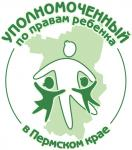 УПОЛНОМОЧЕННЫЙ
по правам ребенка
в Пермском крае